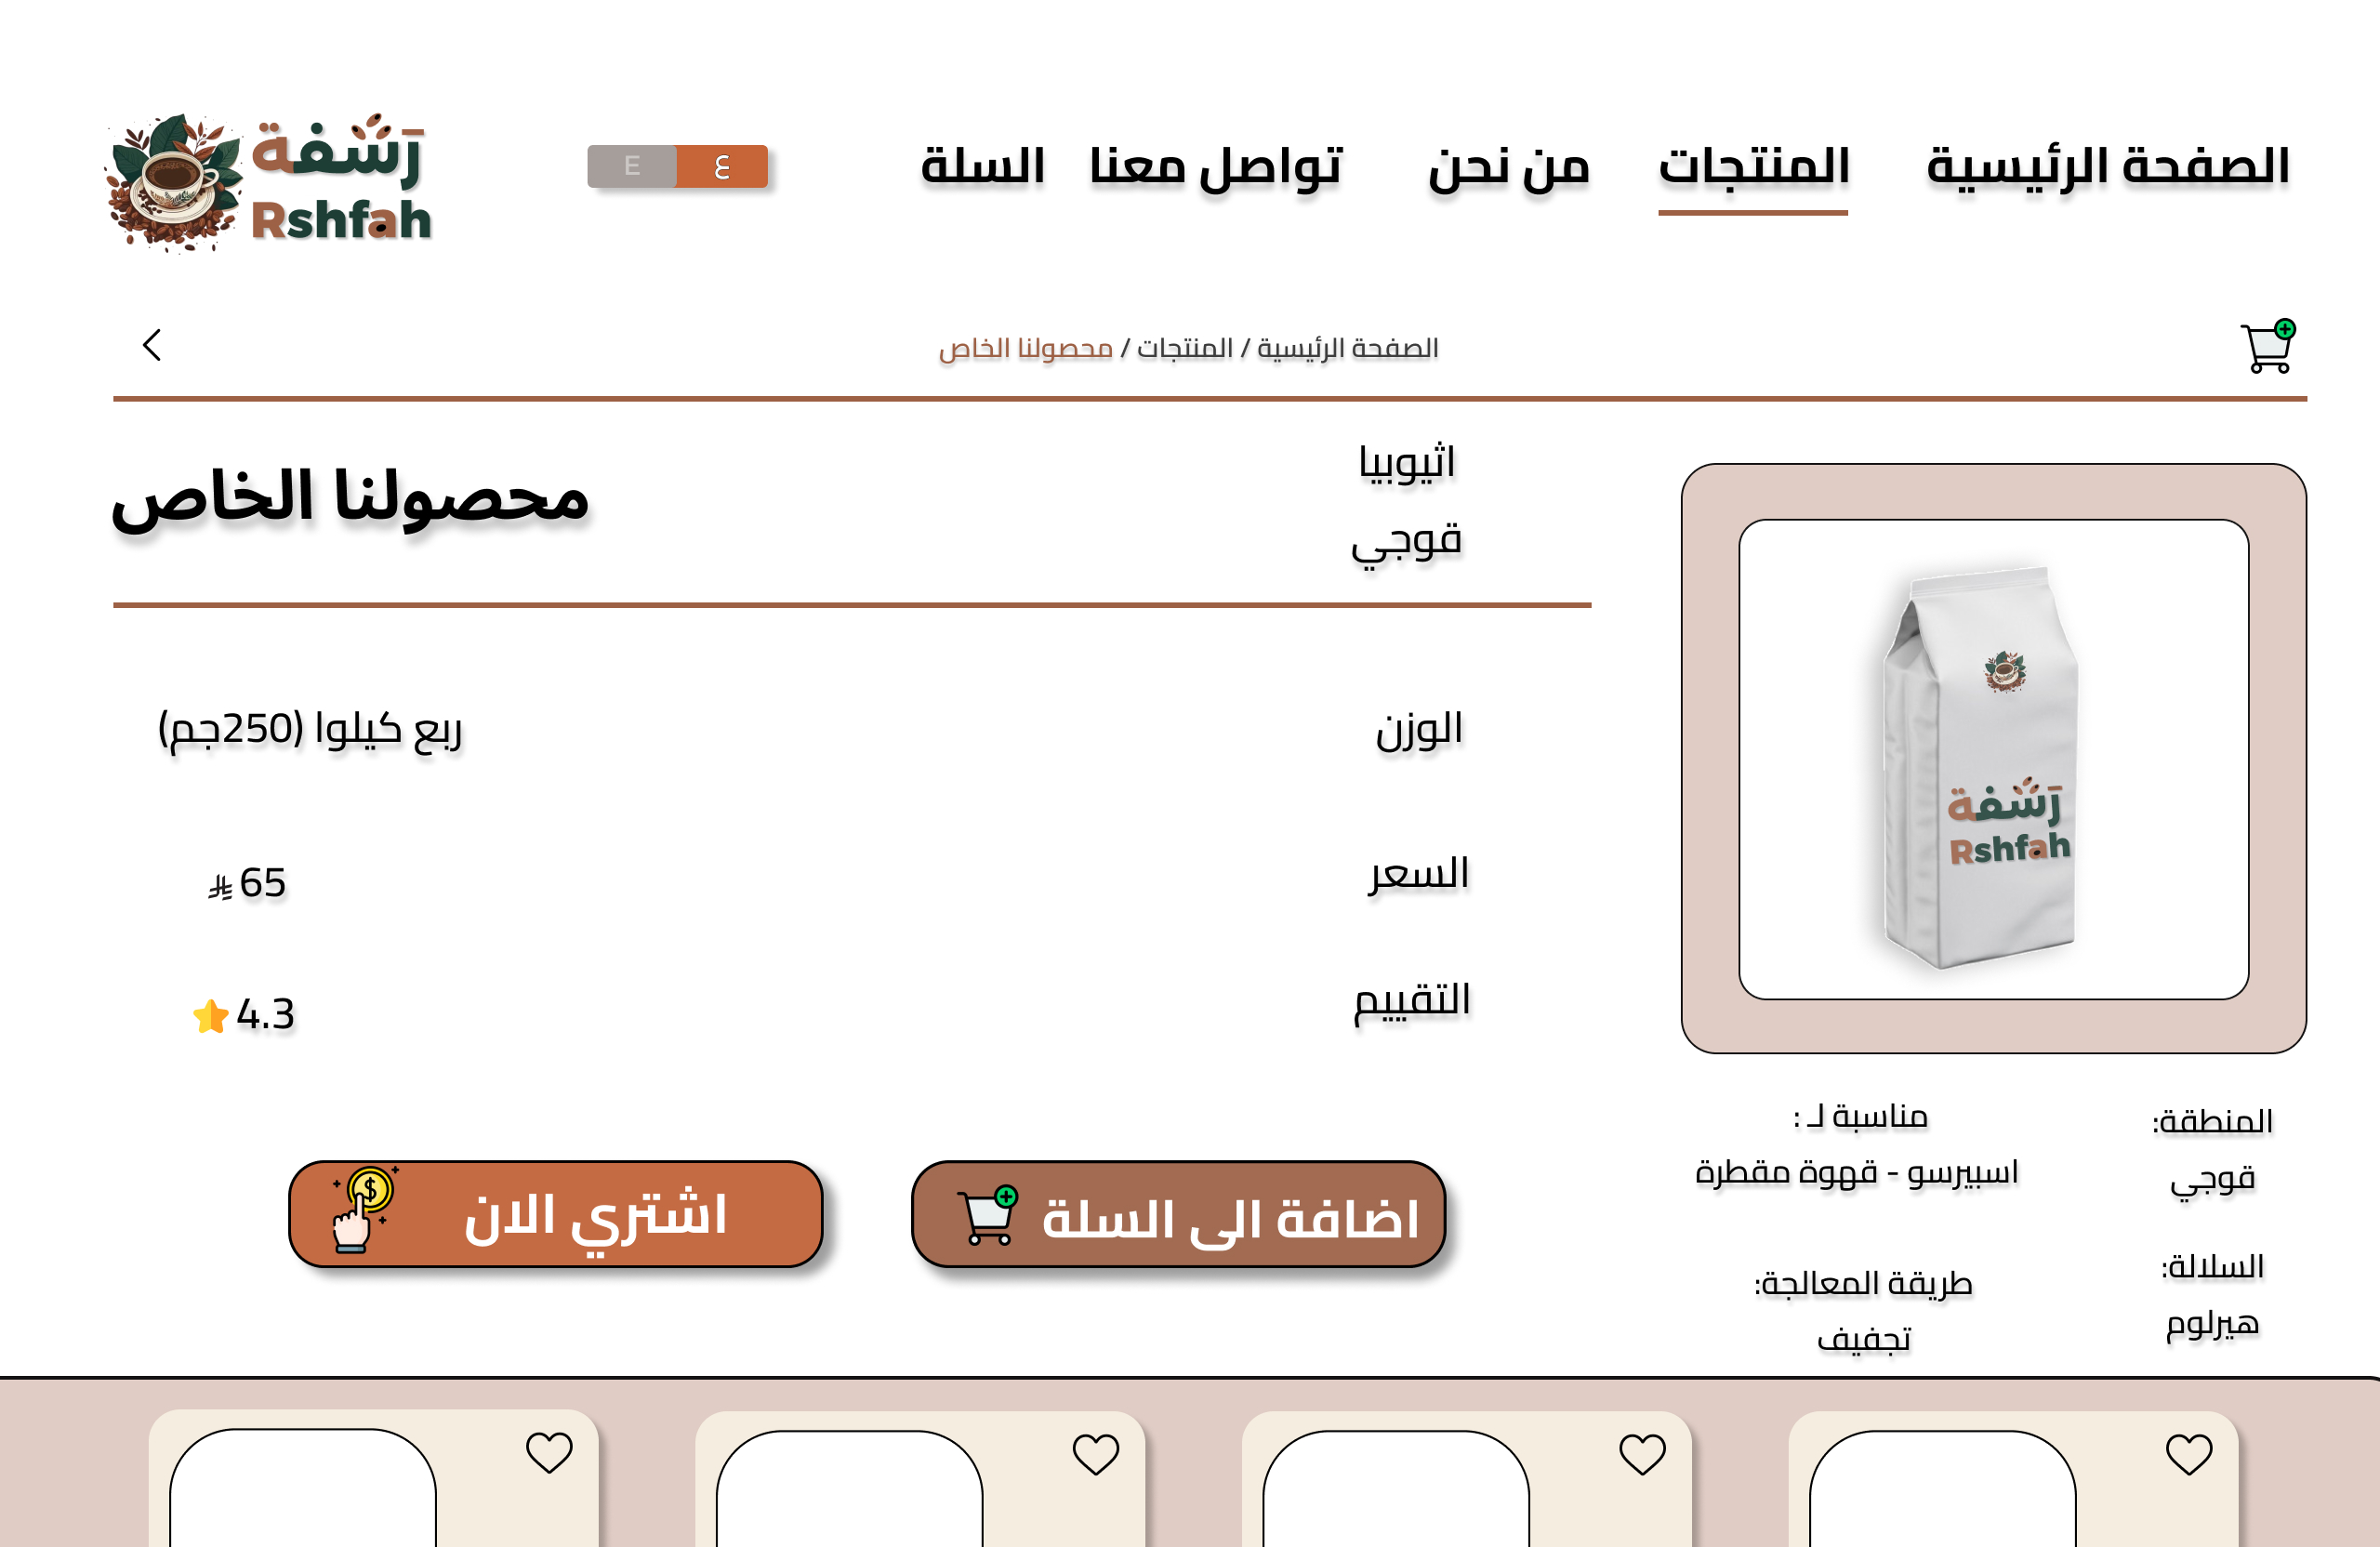 الصفحة الرئيسية
المنتجات
من نحن
تواصل معنا
السلة
ع
E
رَشفة
Rshfah
الصفحة الرئيسية / المنتجات / محصولنا الخاص
اثيوبيا
قوجي
محصولنا الخاص
الوزن
ربع كيلوا (250جم)
السعر
65
التقييم
4.3
رَشفة
Rshfah
المنطقة:
قوجي
مناسبة لـ :
اسبيرسو - قهوة مقطرة
السلالة:
هيرلوم
طريقة المعالجة:
تجفيف
اضافة الى السلة
اشتري الان